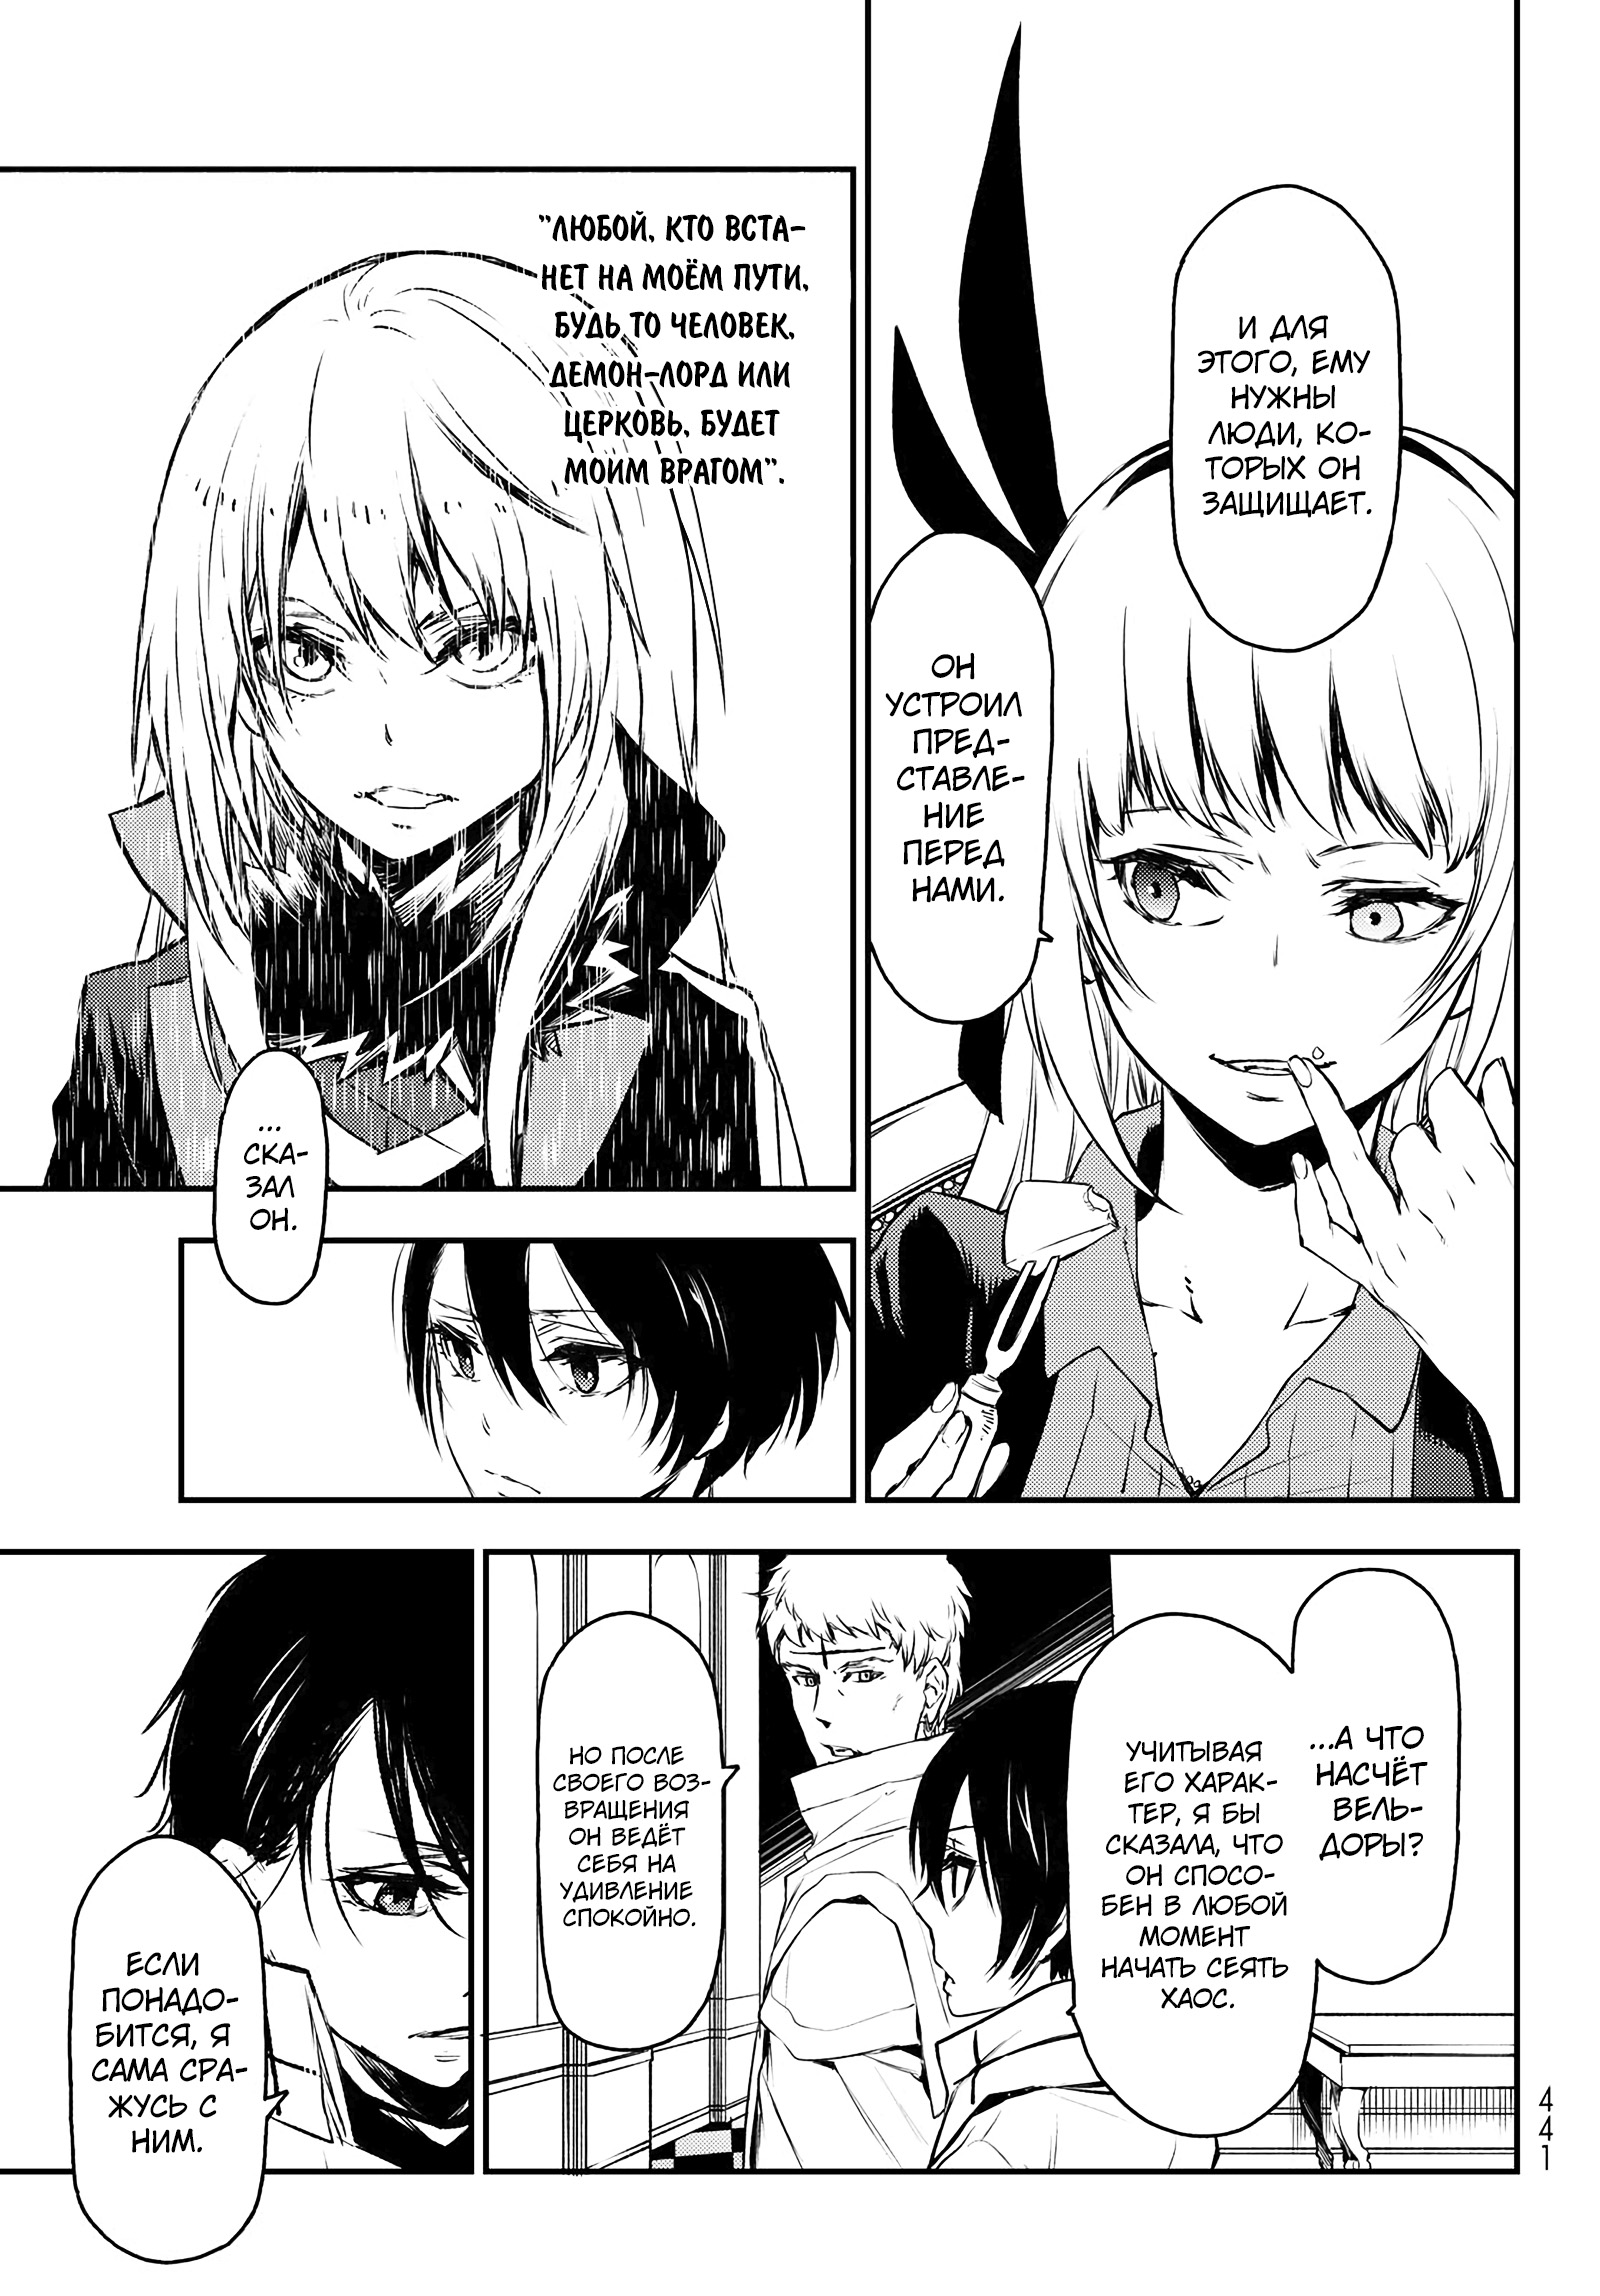 И ДЛЯ
ЭТОГО, ЕМУ
НУЖНЫ
ЛЮДИ, КО-
ТОРЫХ ОН
ЗАЩИЩАЕТ.
ОН
УСТРОИЛ
ПРЕД-
СТАВЛЕ-
НИЕ
ПЕРЕД
НАМИ.
"ЛЮБОЙ, КТО ВСТА-
НЕТ НА МОЁМ ПУТИ,
БУДЬ ТО ЧЕЛОВЕК,
ДЕМОН-ЛОРД ИЛИ
ЦЕРКОВЬ, БУДЕТ
МОИМ ВРАГОМ".
...
СКА-
ЗАЛ
ОН.
...А ЧТО
НАСЧЁТ
ВЕЛЬ-
ДОРЫ?
УЧИТЫВАЯ
ЕГО ХАРАК-
ТЕР, Я БЫ
СКАЗАЛА, ЧТО
ОН СПОСО-
БЕН В ЛЮБОЙ
МОМЕНТ
НАЧАТЬ СЕЯТЬ
ХАОС.
НО ПОСЛЕ
СВОЕГО ВОЗ-
ВРАЩЕНИЯ
ОН ВЕДЁТ
СЕБЯ НА
УДИВЛЕНИЕ
СПОКОЙНО.
ЕСЛИ
ПОНАДО-
БИТСЯ, Я
САМА СРА-
ЖУСЬ С
НИМ.
441